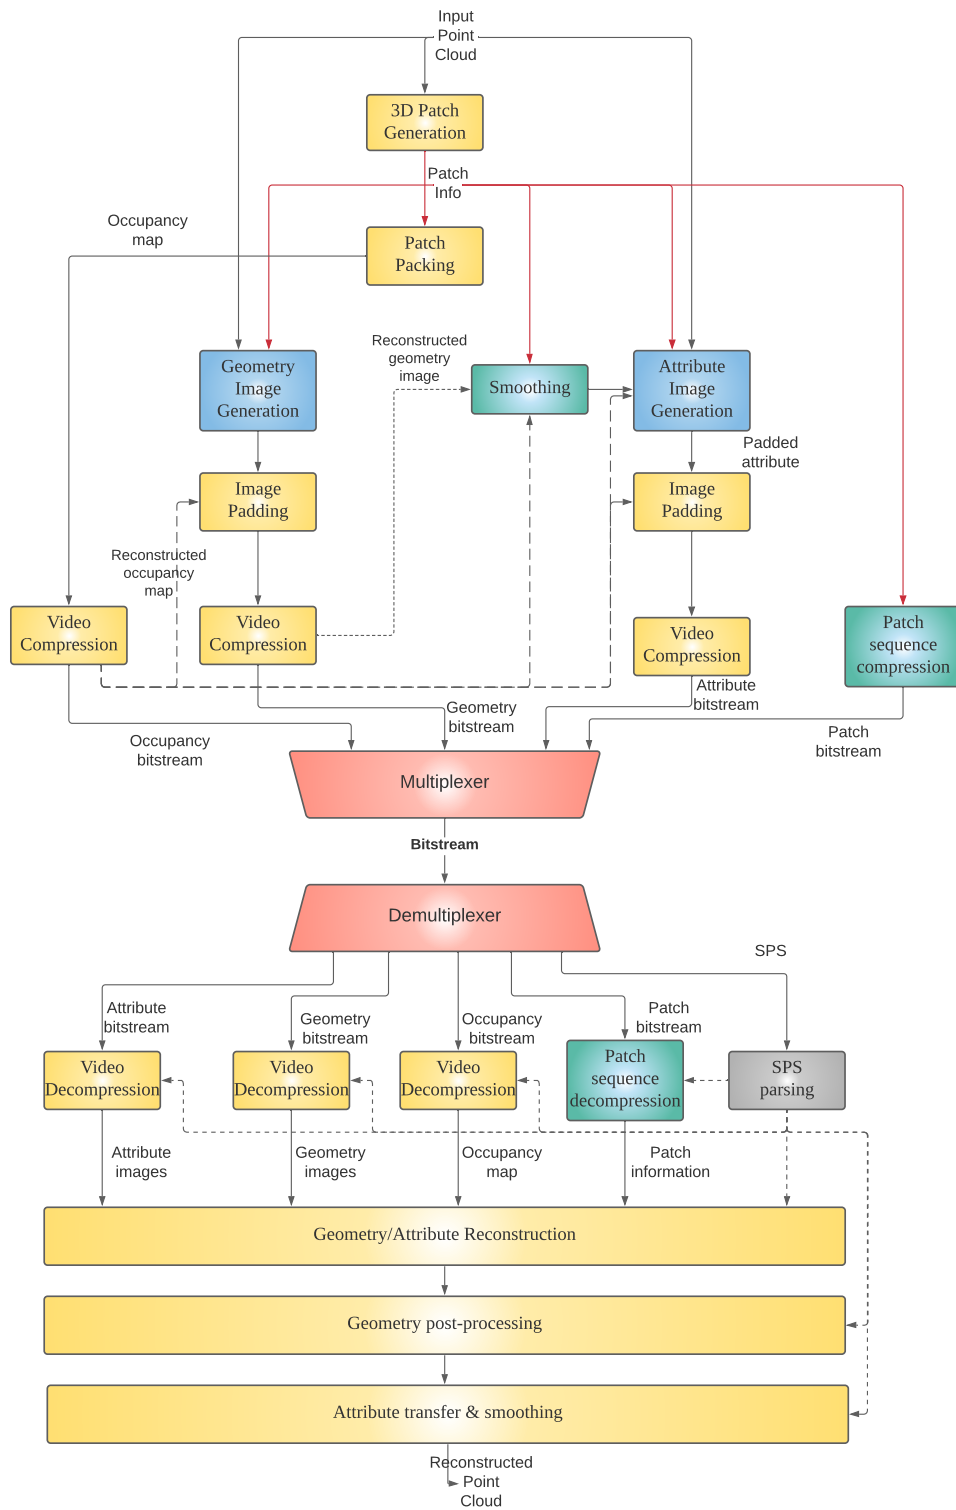 Input
Point
Cloud
3D Patch
Generation
Patch
Info
Occupancy
map
Patch
Packing
Reconstructed
geometry
image
Geometry
Image
Generation
Smoothing
Attribute
Image
Generation
Padded
attribute
Image
Padding
Image
Padding
Reconstructed
occupancy
map
Video
Compression
Video
Compression
Video
Compression
Patch
sequence
compression
Attribute
bitstream
Geometry
bitstream
Occupancy
bitstream
Patch
bitstream
Multiplexer
Bitstream
Demultiplexer
SPS
Attribute
bitstream
Geometry
bitstream
Occupancy
bitstream
Patch
bitstream
Video
Decompression
Video
Decompression
Video
Decompression
Patch
sequence
decompression
SPS
parsing
Attribute
images
Geometry
images
Occupancy
map
Patch
information
Geometry/Attribute Reconstruction
Geometry post-processing
Attribute transfer & smoothing
Reconstructed
Point
Cloud